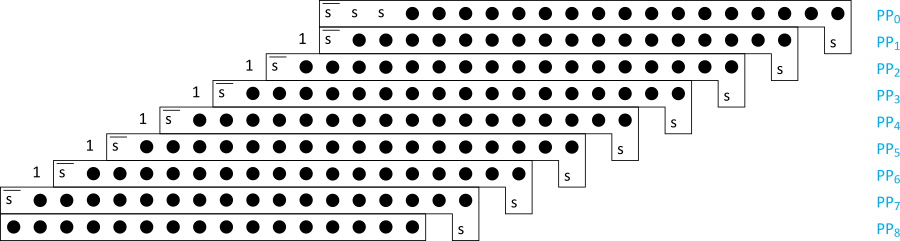 s̅ s s PP₀
1 s̅ s PP₁
1 s̅ s PP₂
1 s̅ s PP₃
1 s̅ s PP₄
1 s̅ s PP₅
1 s̅ s PP₆
s̅ s PP₇
s PP₈